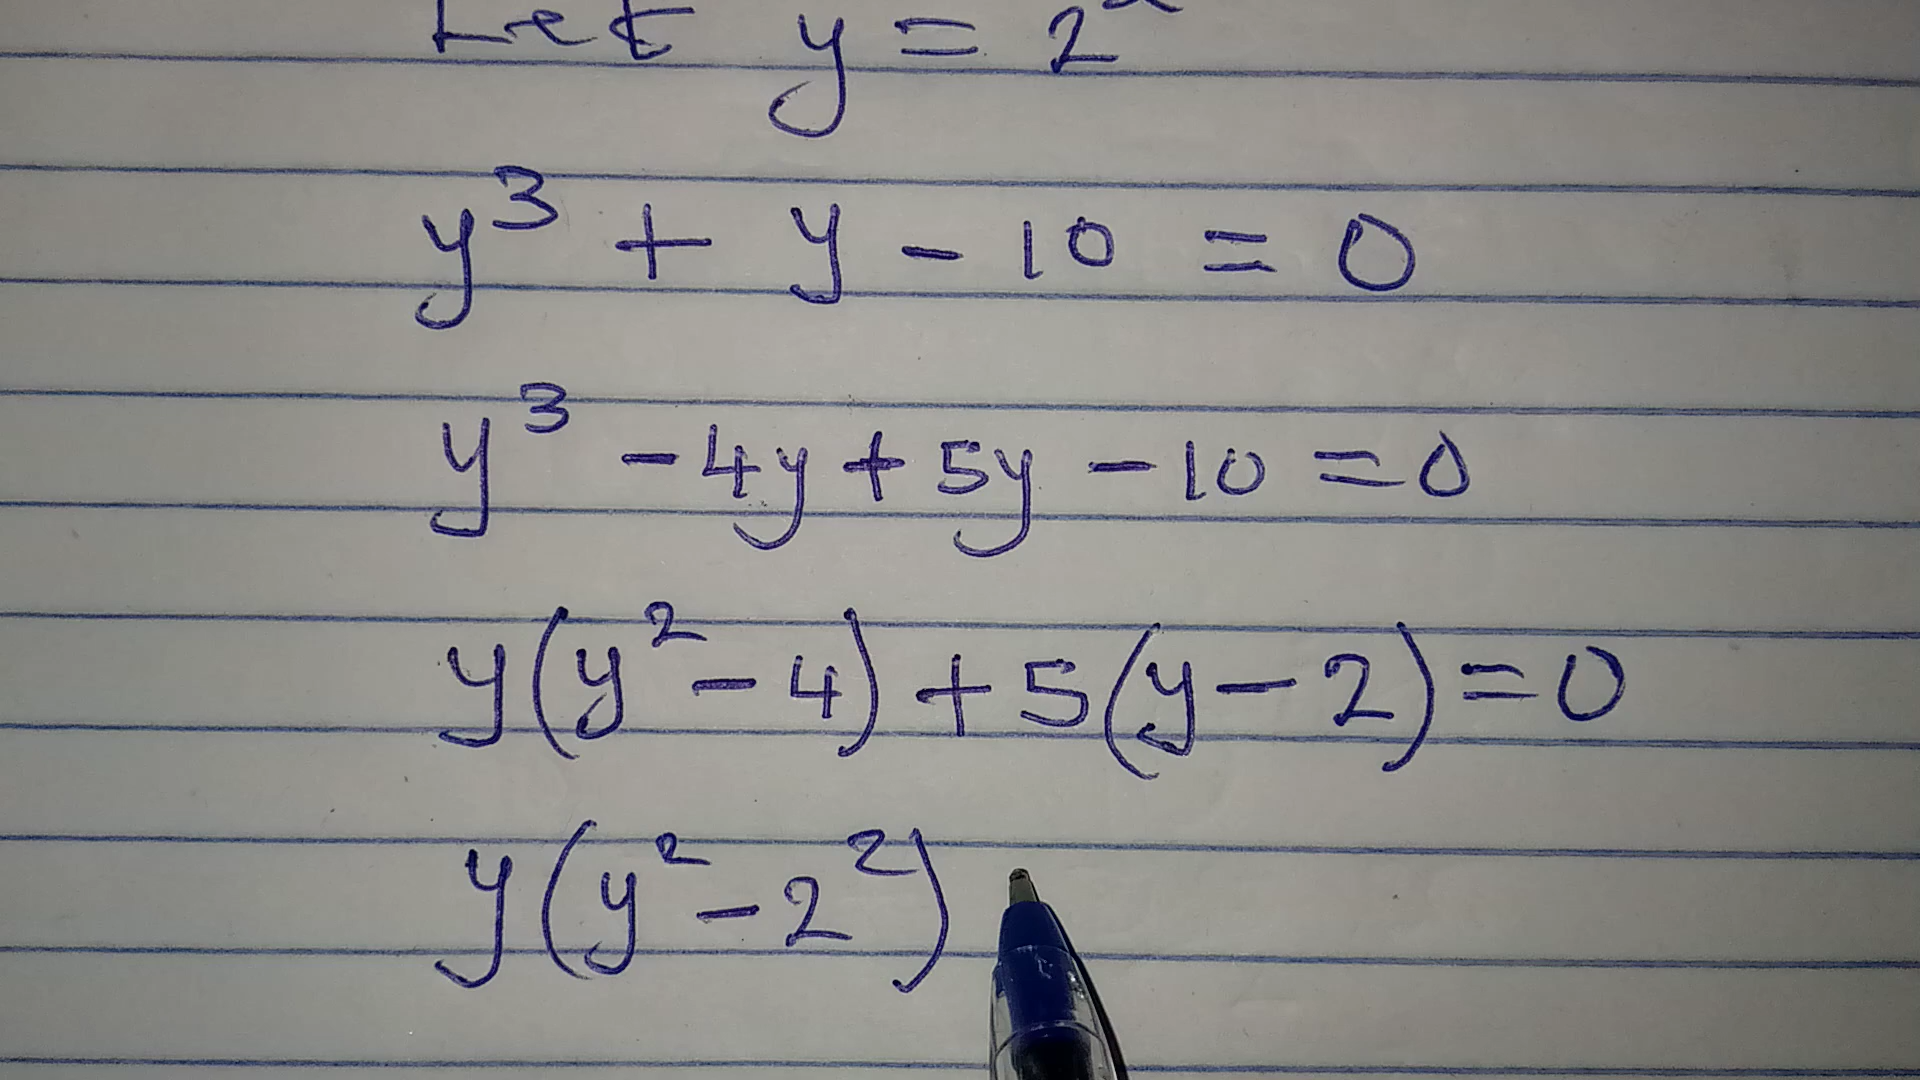 Let y = 2^x
y³ + y - 10 = 0
y³ - 4y + 5y - 10 = 0
y(y² - 4) + 5(y - 2) = 0
y(y² - 2²)